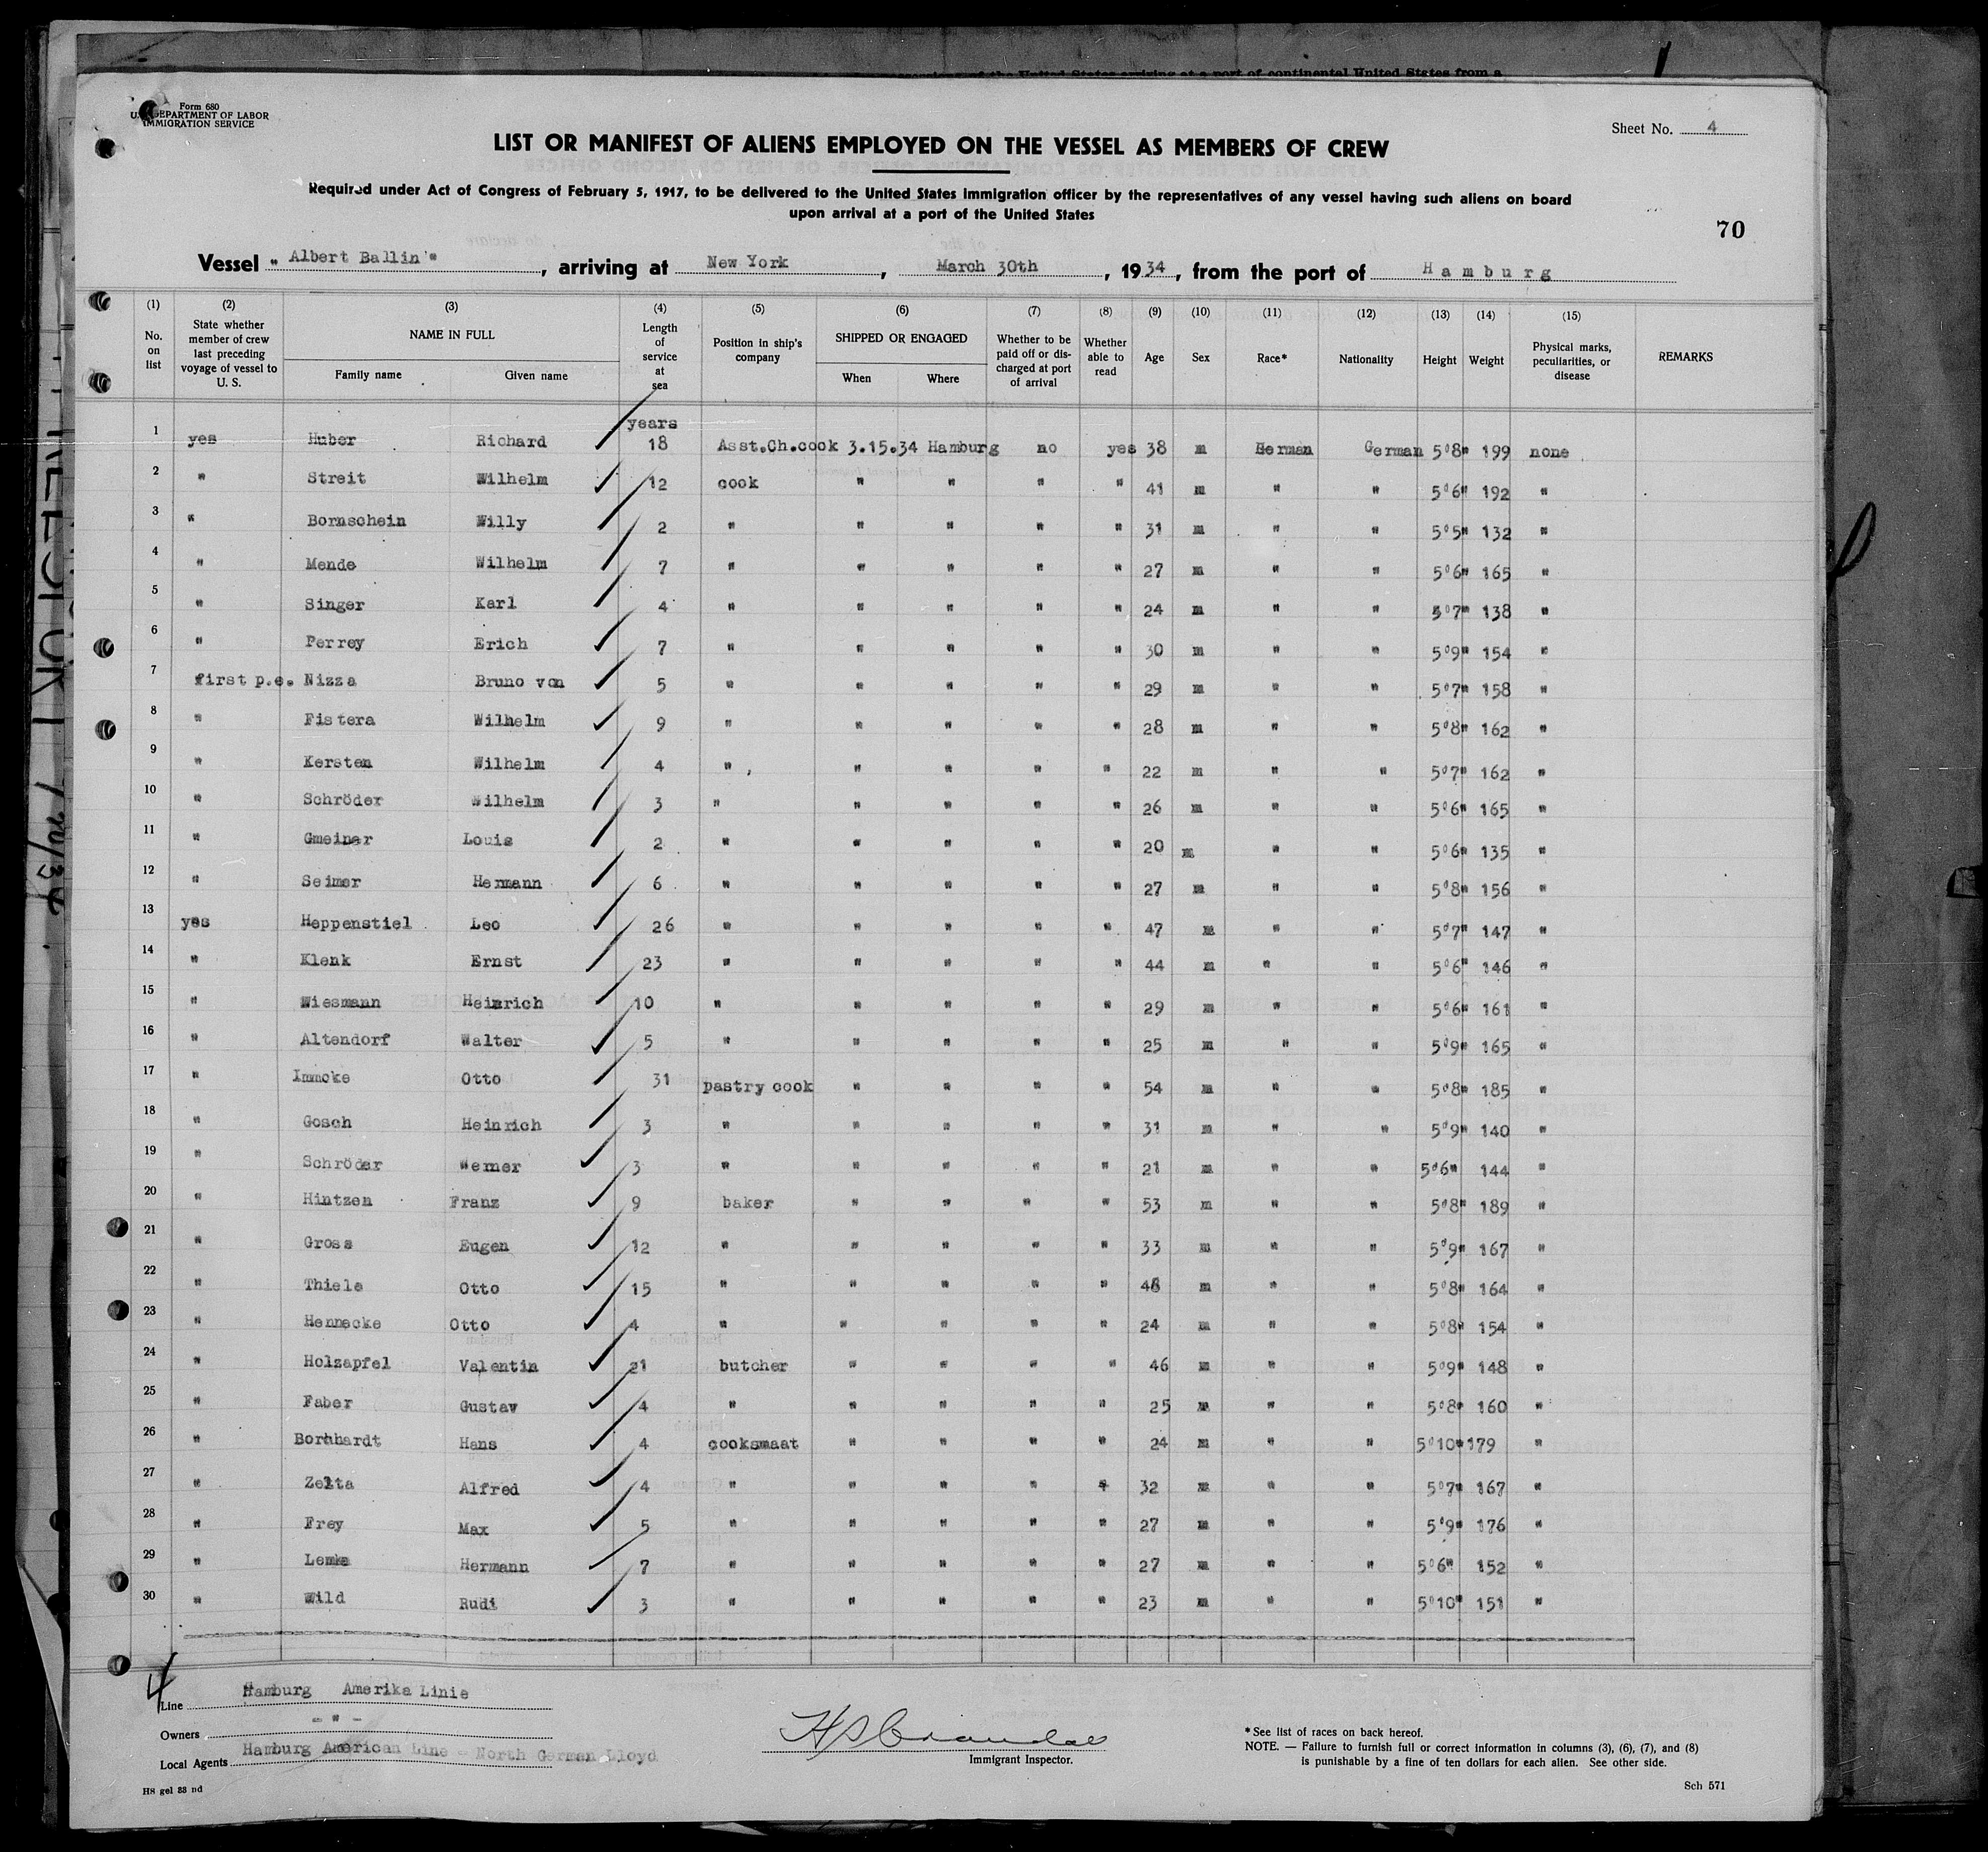 Form 680
U.S. DEPARTMENT OF LABOR
IMMIGRATION SERVICE
Sheet No. 4
LIST OR MANIFEST OF ALIENS EMPLOYED ON THE VESSEL AS MEMBERS OF CREW
Required under Act of Congress of February 5, 1917, to be delivered to the United States Immigration officer by the representatives of any vessel having such aliens on board
upon arrival at a port of the United States
70
Vessel "Albert Ballin", arriving at New York, March 30th, 1934, from the port of Hamburg
(1) (2) (3) (4) (5) (6) (7) (8) (9) (10) (11) (12) (13) (14) (15)
No. on list State whether member of crew last preceding voyage of vessel to U. S. NAME IN FULL Family name Given name Length of service at sea Position in ship's company SHIPPED OR ENGAGED When Where Whether to be paid off or discharged at port of arrival Whether able to read Age Sex Race* Nationality Height Weight Physical marks, peculiarities, or disease REMARKS
years
1 yes Huber Richard 18 Asst.Ch.cook 3.15.34 Hamburg no yes 38 m German German 5'8" 199 none
2 " Streit Wilhelm 12 cook " " " " 41 m " " 5'6" 192 "
3 " Bornschein Willy 2 " " " " " 31 m " " 5'5" 132 "
4 " Mende Wilhelm 7 " " " " " 27 m " " 5'6" 165 "
5 " Singer Karl 4 " " " " " 24 m " " 5'7" 138 "
6 " Perrey Erich 7 " " " " " 30 m " " 5'9" 154 "
7 first p.e. Nizza Bruno von 5 " " " " " 29 m " " 5'7" 158 "
8 " Fistera Wilhelm 9 " " " " " 28 m " " 5'8" 162 "
9 " Kersten Wilhelm 4 " " " " " 22 m " " 5'7" 162 "
10 " Schröder Wilhelm 3 " " " " " 26 m " " 5'6" 165 "
11 " Gmeiner Louis 2 " " " " " 20 m " " 5'6" 135 "
12 " Seimer Hermann 6 " " " " " 27 m " " 5'8" 156 "
13 yes Heppenstiel Leo 26 " " " " " 47 m " " 5'7" 147 "
14 " Klenk Ernst 23 " " " " " 44 m " " 5'6" 146 "
15 " Wiesmann Heinrich 10 " " " " " 29 m " " 5'6" 161 "
16 " Altendorf Walter 5 " " " " " 25 m " " 5'9" 165 "
17 " Immcke Otto 31 pastry cook " " " " 54 m " " 5'8" 185 "
18 " Gosch Heinrich 3 " " " " " 31 m " " 5'9" 140 "
19 " Schröder Werner 3 " " " " " 21 m " " 5'6" 144 "
20 " Hintzen Franz 9 baker " " " " 53 m " " 5'8" 189 "
21 " Gross Eugen 12 " " " " " 33 m " " 5'9" 167 "
22 " Thiele Otto 15 " " " " " 48 m " " 5'8" 164 "
23 " Hennecke Otto 4 " " " " " 24 m " " 5'8" 154 "
24 " Holzapfel Valentin 21 butcher " " " " 46 m " " 5'9" 148 "
25 " Faber Gustav 4 " " " " " 25 m " " 5'8" 160 "
26 " Bornhardt Hans 4 cooksmaat " " " " 24 m " " 5'10" 179 "
27 " Zelta Alfred 4 " " " " " 32 m " " 5'7" 167 "
28 " Frey Max 5 " " " " " 27 m " " 5'9" 176 "
29 " Lemke Hermann 7 " " " " " 27 m " " 5'6" 152 "
30 " Wild Rudi 3 " " " " " 23 m " " 5'10" 151 "
4
Line Hamburg Amerika Linie
Owners - " -
Local Agents Hamburg American Line - North German Lloyd
Immigrant Inspector.
* See list of races on back hereof.
NOTE. — Failure to furnish full or correct information in columns (3), (6), (7), and (8)
is punishable by a fine of ten dollars for each alien. See other side.
HS gel 33 nd
Sch 571